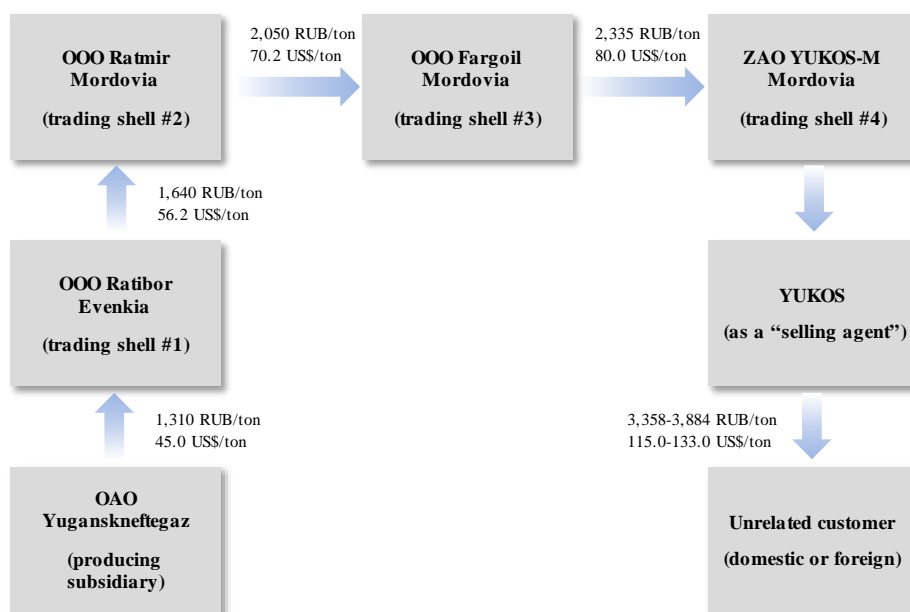 OOO Ratmir
Mordovia
(trading shell #2)
2,050 RUB/ton
70.2 US$/ton
OOO Fargoil
Mordovia
(trading shell #3)
2,335 RUB/ton
80.0 US$/ton
ZAO YUKOS-M
Mordovia
(trading shell #4)
1,640 RUB/ton
56.2 US$/ton
OOO Ratibor
Evenkia
(trading shell #1)
YUKOS
(as a “selling agent”)
1,310 RUB/ton
45.0 US$/ton
3,358-3,884 RUB/ton
115.0-133.0 US$/ton
OAO
Yuganskneftegaz
(producing
subsidiary)
Unrelated customer
(domestic or foreign)